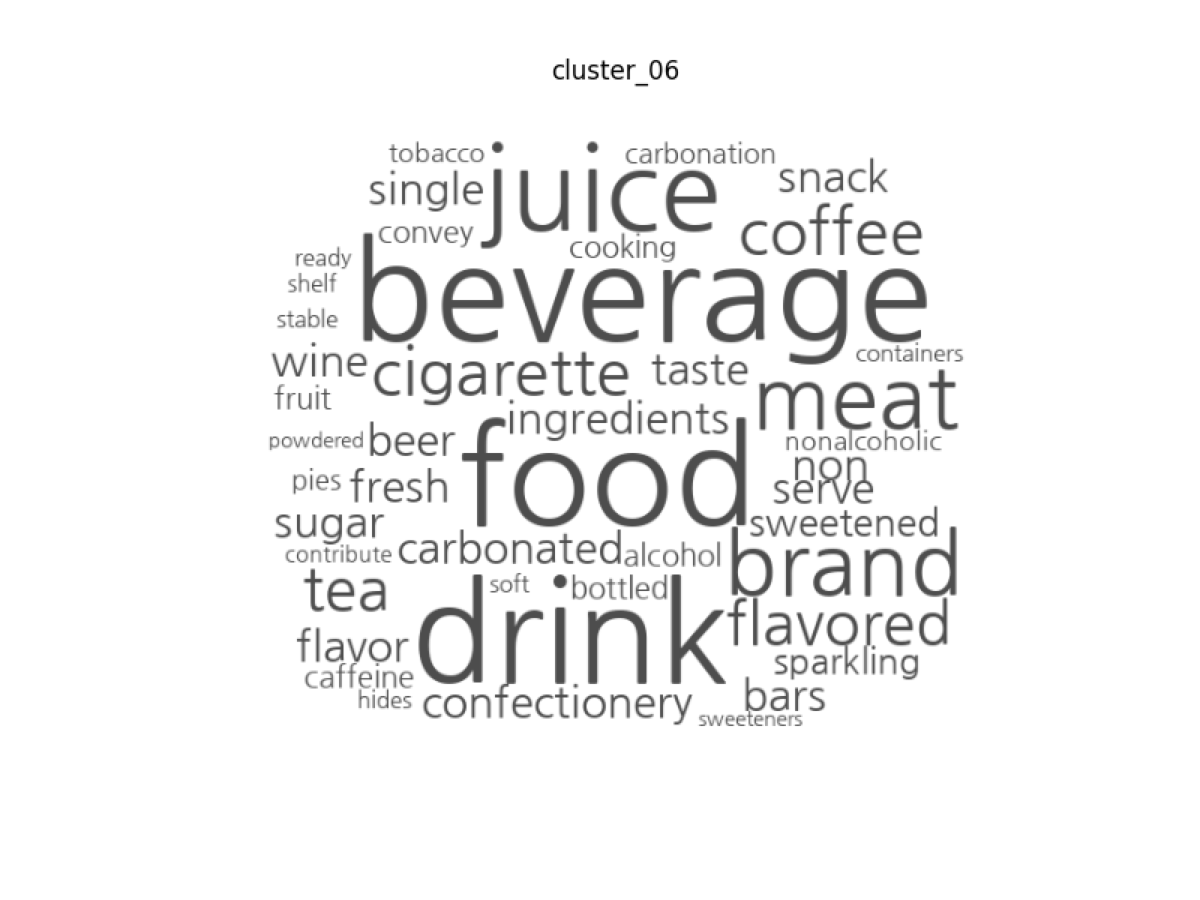 cluster_06
tobacco juice carbonation
single snack
convey cooking coffee
ready beverage
shelf
stable
wine cigarette taste containers
fruit ingredients meat
powdered beer food nonalcoholic
non
pies fresh serve
sugar sweetened
contribute carbonated alcohol brand
tea soft drink bottled
flavor flavored
caffeine sparkling
hides confectionery bars
sweeteners